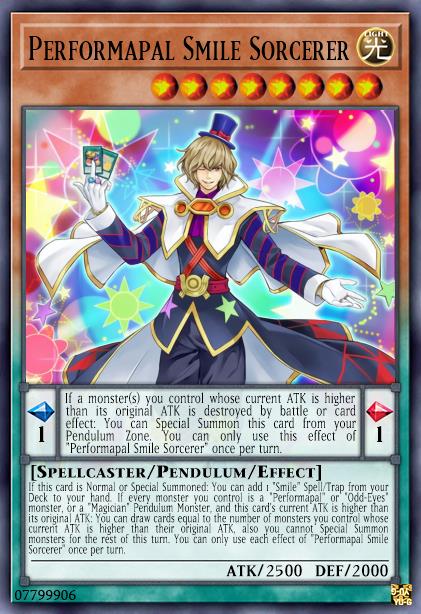 Performapal Smile Sorcerer
LIGHT
光
If a monster(s) you control whose current ATK is higher
than its original ATK is destroyed by battle or card
effect: You can Special Summon this card from your
Pendulum Zone. You can only use this effect of
"Performapal Smile Sorcerer" once per turn.
1
1
[Spellcaster/Pendulum/Effect]
If this card is Normal or Special Summoned: You can add 1 "Smile" Spell/Trap from your
Deck to your hand. If every monster you control is a "Performapal" or "Odd-Eyes"
monster, or a "Magician" Pendulum Monster, and this card's current ATK is higher than
its original ATK: You can draw cards equal to the number of monsters you control whose
current ATK is higher than their original ATK, also you cannot Special Summon
monsters for the rest of this turn. You can only use each effect of "Performapal Smile
Sorcerer" once per turn.
ATK/2500 DEF/2000
07799906